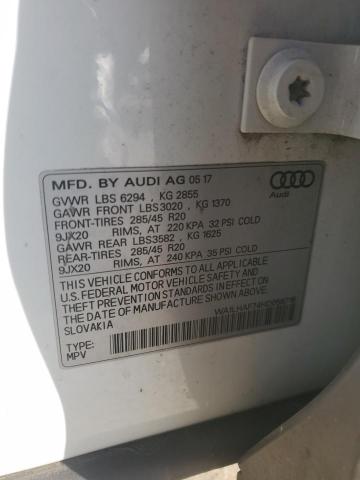 MFD. BY AUDI AG 05 17
GVWR LBS 6294 , KG 2855
GAWR FRONT LBS3020 , KG 1370
FRONT-TIRES 285/45 R20
9JX20 RIMS, AT 220 KPA 32 PSI COLD
GAWR REAR LBS3582 , KG 1625
REAR-TIRES 285/45 R20
9JX20 RIMS, AT 240 KPA 35 PSI COLD
THIS VEHICLE CONFORMS TO ALL APPLICABLE
U.S.FEDERAL MOTOR VEHICLE SAFETY AND
THEFT PREVENTION STANDARDS IN EFFECT ON
THE DATE OF MANUFACTURE SHOWN ABOVE.
SLOVAKIA
TYPE:
MPV